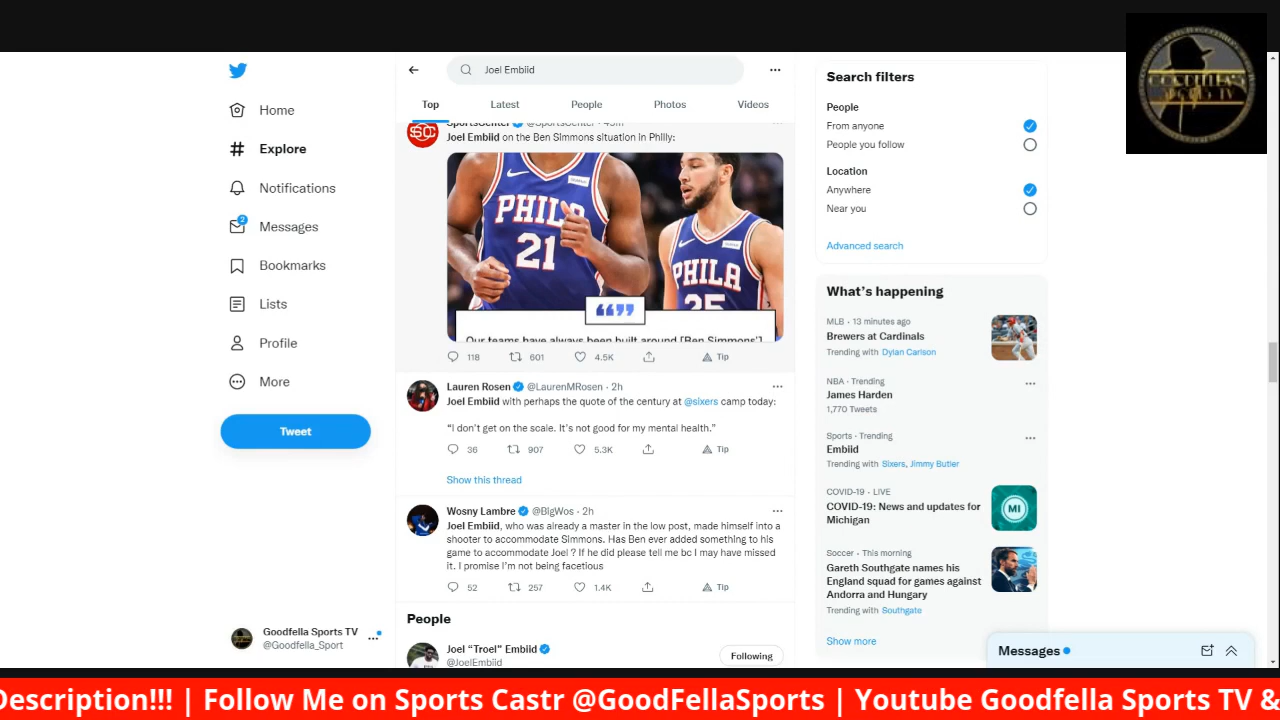 GOODFELLA'S
SPORTS TV
Joel Embiid
Home
Explore
Notifications
2
Messages
Bookmarks
Lists
Profile
More
Tweet
Goodfella Sports TV
@Goodfella_Sport
Top
Latest
People
Photos
Videos
SportsCenter @SportsCenter · 45m
SC
Joel Embiid on the Ben Simmons situation in Philly:
PHILA
21
PHILA
25
Our teams have always been built around [Ben Simmons']
118
601
4.5K
Tip
Lauren Rosen @LaurenMRosen · 2h
Joel Embiid with perhaps the quote of the century at @sixers camp today:
“I don't get on the scale. It's not good for my mental health.”
36
907
5.3K
Tip
Show this thread
Wosny Lambre @BigWos · 2h
Joel Embiid, who was already a master in the low post, made himself into a
shooter to accommodate Simmons. Has Ben ever added something to his
game to accommodate Joel ? If he did please tell me bc I may have missed
it. I promise I'm not being facetious
52
257
1.4K
Tip
People
Joel “Troel” Embiid
@JoelEmbiid
Following
Search filters
People
From anyone
People you follow
Location
Anywhere
Near you
Advanced search
What's happening
MLB · 13 minutes ago
Brewers at Cardinals
Trending with Dylan Carlson
NBA · Trending
James Harden
1,770 Tweets
Sports · Trending
Embiid
Trending with Sixers, Jimmy Butler
COVID-19 · LIVE
COVID-19: News and updates for
Michigan
MI
Soccer · This morning
Gareth Southgate names his
England squad for games against
Andorra and Hungary
Trending with Southgate
Show more
Messages
Description!!! | Follow Me on Sports Castr @GoodFellaSports | Youtube Goodfella Sports TV &